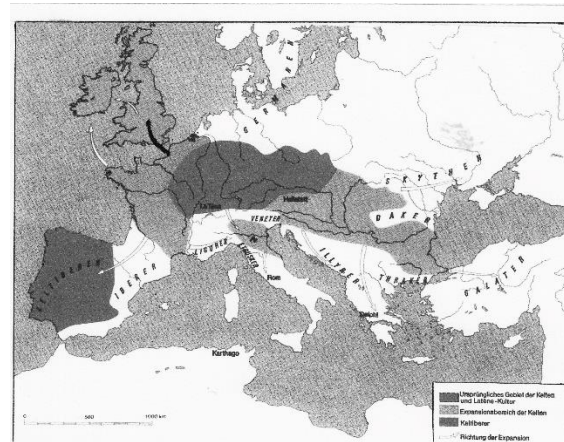 GERMANEN
SKYTHEN
La Tène
Hallstatt
DAKER
VENETER
LIGURER
ILLYRER
THRAKER
KELTIBERER
IBERER
Rom
GALATER
Delphi
Karthago
0 500 1000 km
Ursprüngliches Gebiet der Kelten
und Latène-Kultur
Expansionsbereich der Kelten
Keltiberer
Richtung der Expansion